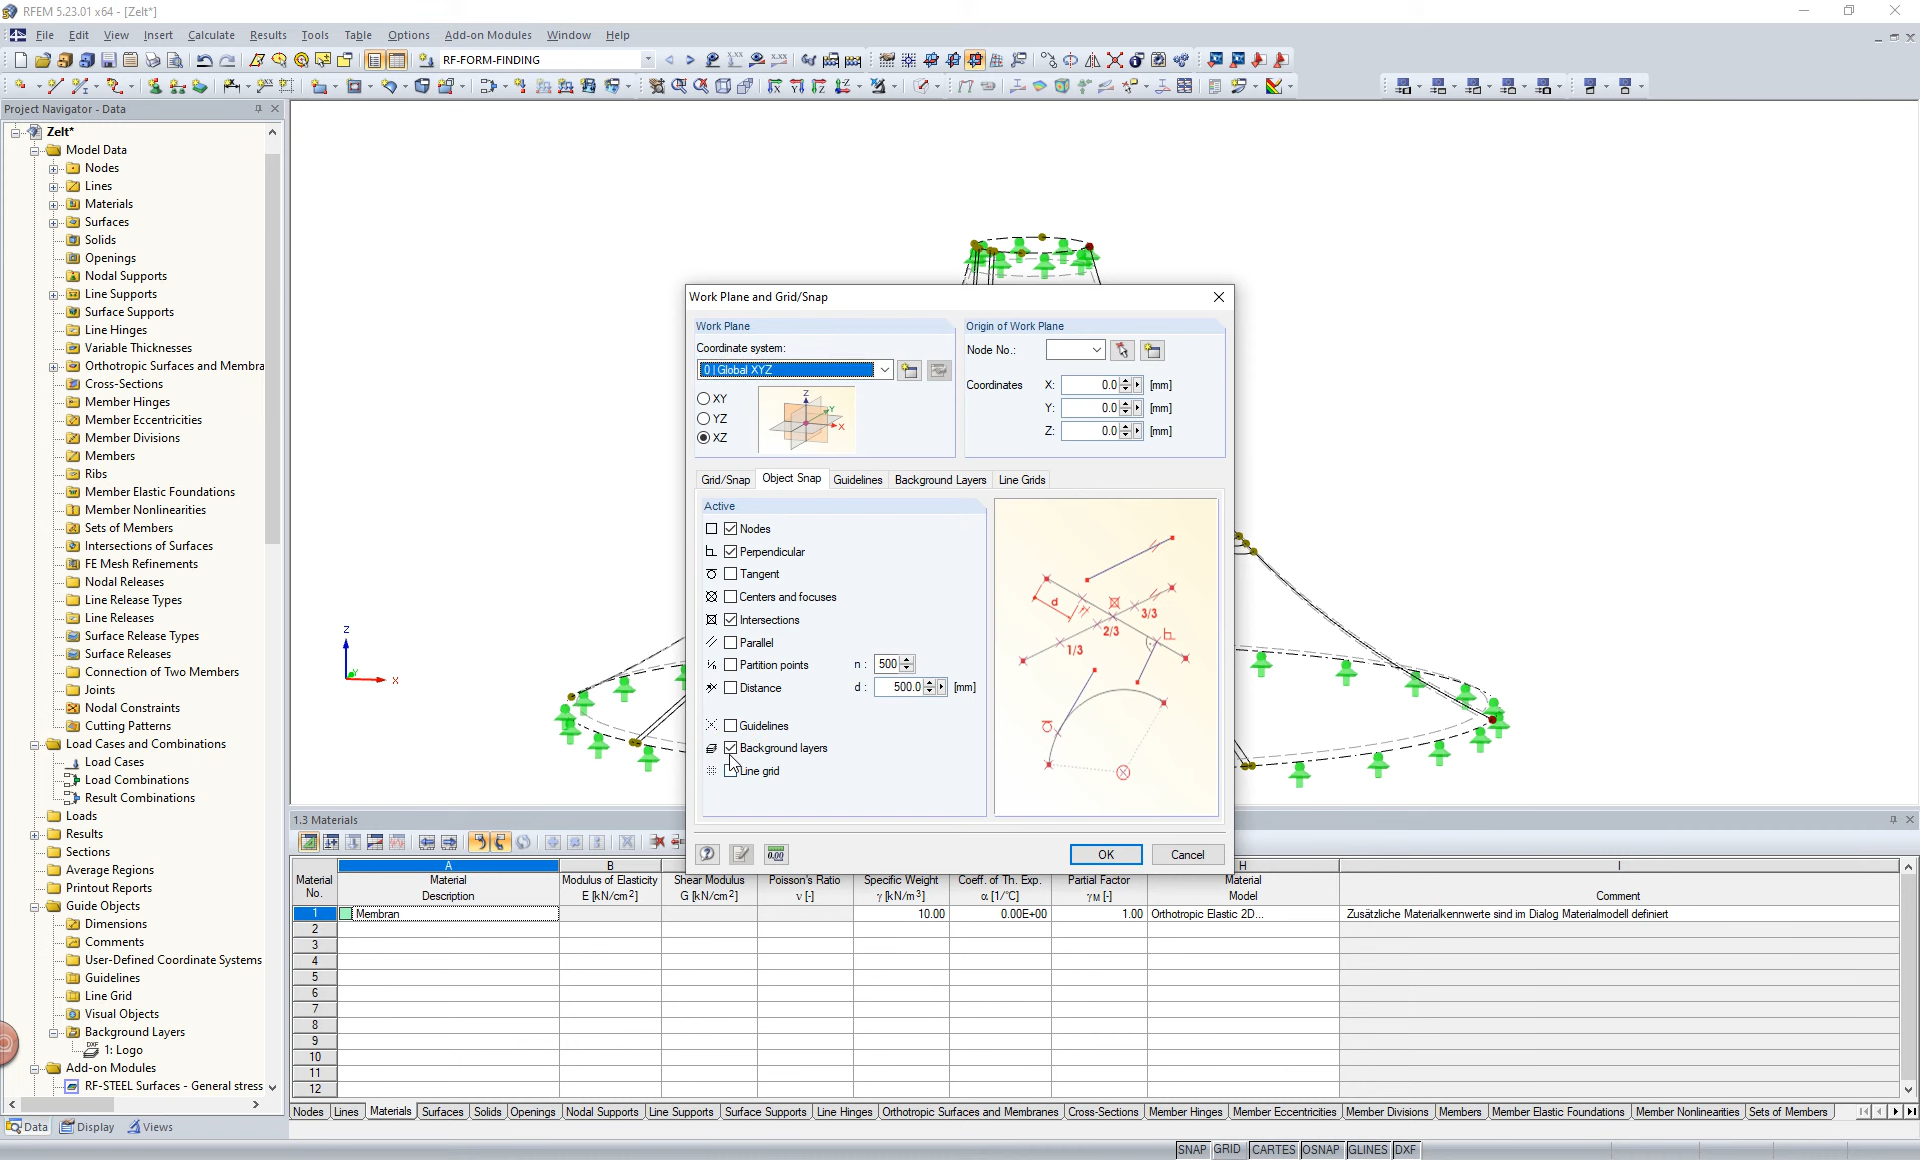 RFEM 5.23.01 x64 - [Zelt*]
File Edit View Insert Calculate Results Tools Table Options Add-on Modules Window Help
RF-FORM-FINDING
Project Navigator - Data
Zelt*
Model Data
Nodes
Lines
Materials
Surfaces
Solids
Openings
Nodal Supports
Line Supports
Surface Supports
Line Hinges
Variable Thicknesses
Orthotropic Surfaces and Membra
Cross-Sections
Member Hinges
Member Eccentricities
Member Divisions
Members
Ribs
Member Elastic Foundations
Member Nonlinearities
Sets of Members
Intersections of Surfaces
FE Mesh Refinements
Nodal Releases
Line Release Types
Line Releases
Surface Release Types
Surface Releases
Connection of Two Members
Joints
Nodal Constraints
Cutting Patterns
Load Cases and Combinations
Load Cases
Load Combinations
Result Combinations
Loads
Results
Sections
Average Regions
Printout Reports
Guide Objects
Dimensions
Comments
User-Defined Coordinate Systems
Guidelines
Line Grid
Visual Objects
Background Layers
1: Logo
Add-on Modules
RF-STEEL Surfaces - General stress
Data Display Views
Z
X
Work Plane and Grid/Snap
Work Plane
Coordinate system:
0 | Global XYZ
XY
YZ
XZ
Z
Y
X
Origin of Work Plane
Node No.:
Coordinates X: 0.0 [mm]
Y: 0.0 [mm]
Z: 0.0 [mm]
Grid/Snap Object Snap Guidelines Background Layers Line Grids
Active
Nodes
Perpendicular
Tangent
Centers and focuses
Intersections
Parallel
Partition points n: 500
Distance d: 500.0 [mm]
Guidelines
Background layers
Line grid
d
3/3
2/3
1/3
0.00
OK Cancel
1.3 Materials
A B H I
Material No. Material Description Modulus of Elasticity E [kN/cm2] Shear Modulus G [kN/cm2] Poisson's Ratio ν [-] Specific Weight γ [kN/m3] Coeff. of Th. Exp. α [1/°C] Partial Factor γM [-] Material Model Comment
1 Membran 10.00 0.00E+00 1.00 Orthotropic Elastic 2D... Zusätzliche Materialkennwerte sind im Dialog Materialmodell definiert
2
3
4
5
6
7
8
9
10
11
12
Nodes Lines Materials Surfaces Solids Openings Nodal Supports Line Supports Surface Supports Line Hinges Orthotropic Surfaces and Membranes Cross-Sections Member Hinges Member Eccentricities Member Divisions Members Member Elastic Foundations Member Nonlinearities Sets of Members
SNAP GRID CARTES OSNAP GLINES DXF